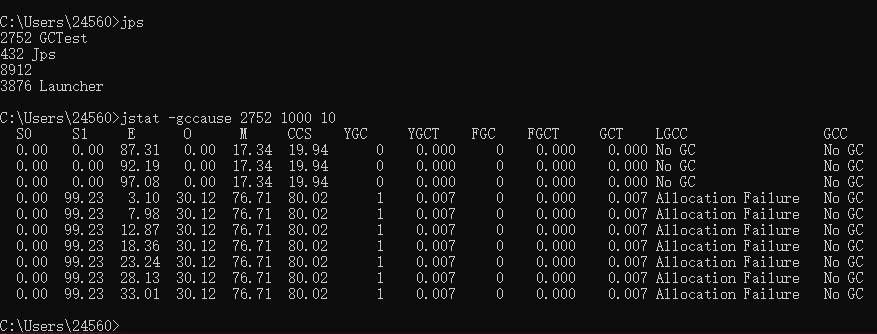 C:\Users\24560>jps
2752 GCTest
432 Jps
8912
3876 Launcher
C:\Users\24560>jstat -gccause 2752 1000 10
S0 S1 E O M CCS YGC YGCT FGC FGCT GCT LGCC GCC
0.00 0.00 87.31 0.00 17.34 19.94 0 0.000 0 0.000 0.000 No GC No GC
0.00 0.00 92.19 0.00 17.34 19.94 0 0.000 0 0.000 0.000 No GC No GC
0.00 0.00 97.08 0.00 17.34 19.94 0 0.000 0 0.000 0.000 No GC No GC
0.00 99.23 3.10 30.12 76.71 80.02 1 0.007 0 0.000 0.007 Allocation Failure No GC
0.00 99.23 7.98 30.12 76.71 80.02 1 0.007 0 0.000 0.007 Allocation Failure No GC
0.00 99.23 12.87 30.12 76.71 80.02 1 0.007 0 0.000 0.007 Allocation Failure No GC
0.00 99.23 18.36 30.12 76.71 80.02 1 0.007 0 0.000 0.007 Allocation Failure No GC
0.00 99.23 23.24 30.12 76.71 80.02 1 0.007 0 0.000 0.007 Allocation Failure No GC
0.00 99.23 28.13 30.12 76.71 80.02 1 0.007 0 0.000 0.007 Allocation Failure No GC
0.00 99.23 33.01 30.12 76.71 80.02 1 0.007 0 0.000 0.007 Allocation Failure No GC
C:\Users\24560>